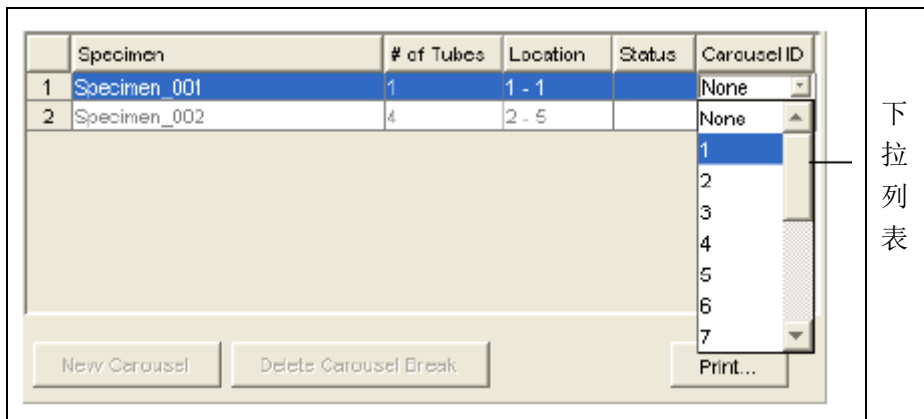 Specimen # of Tubes Location Status Carousel ID
1 Specimen_001 1 1 - 1 None
2 Specimen_002 4 2 - 5
None
1
2
3
4
5
6
7
New Carousel Delete Carousel Break Print...
下拉列表